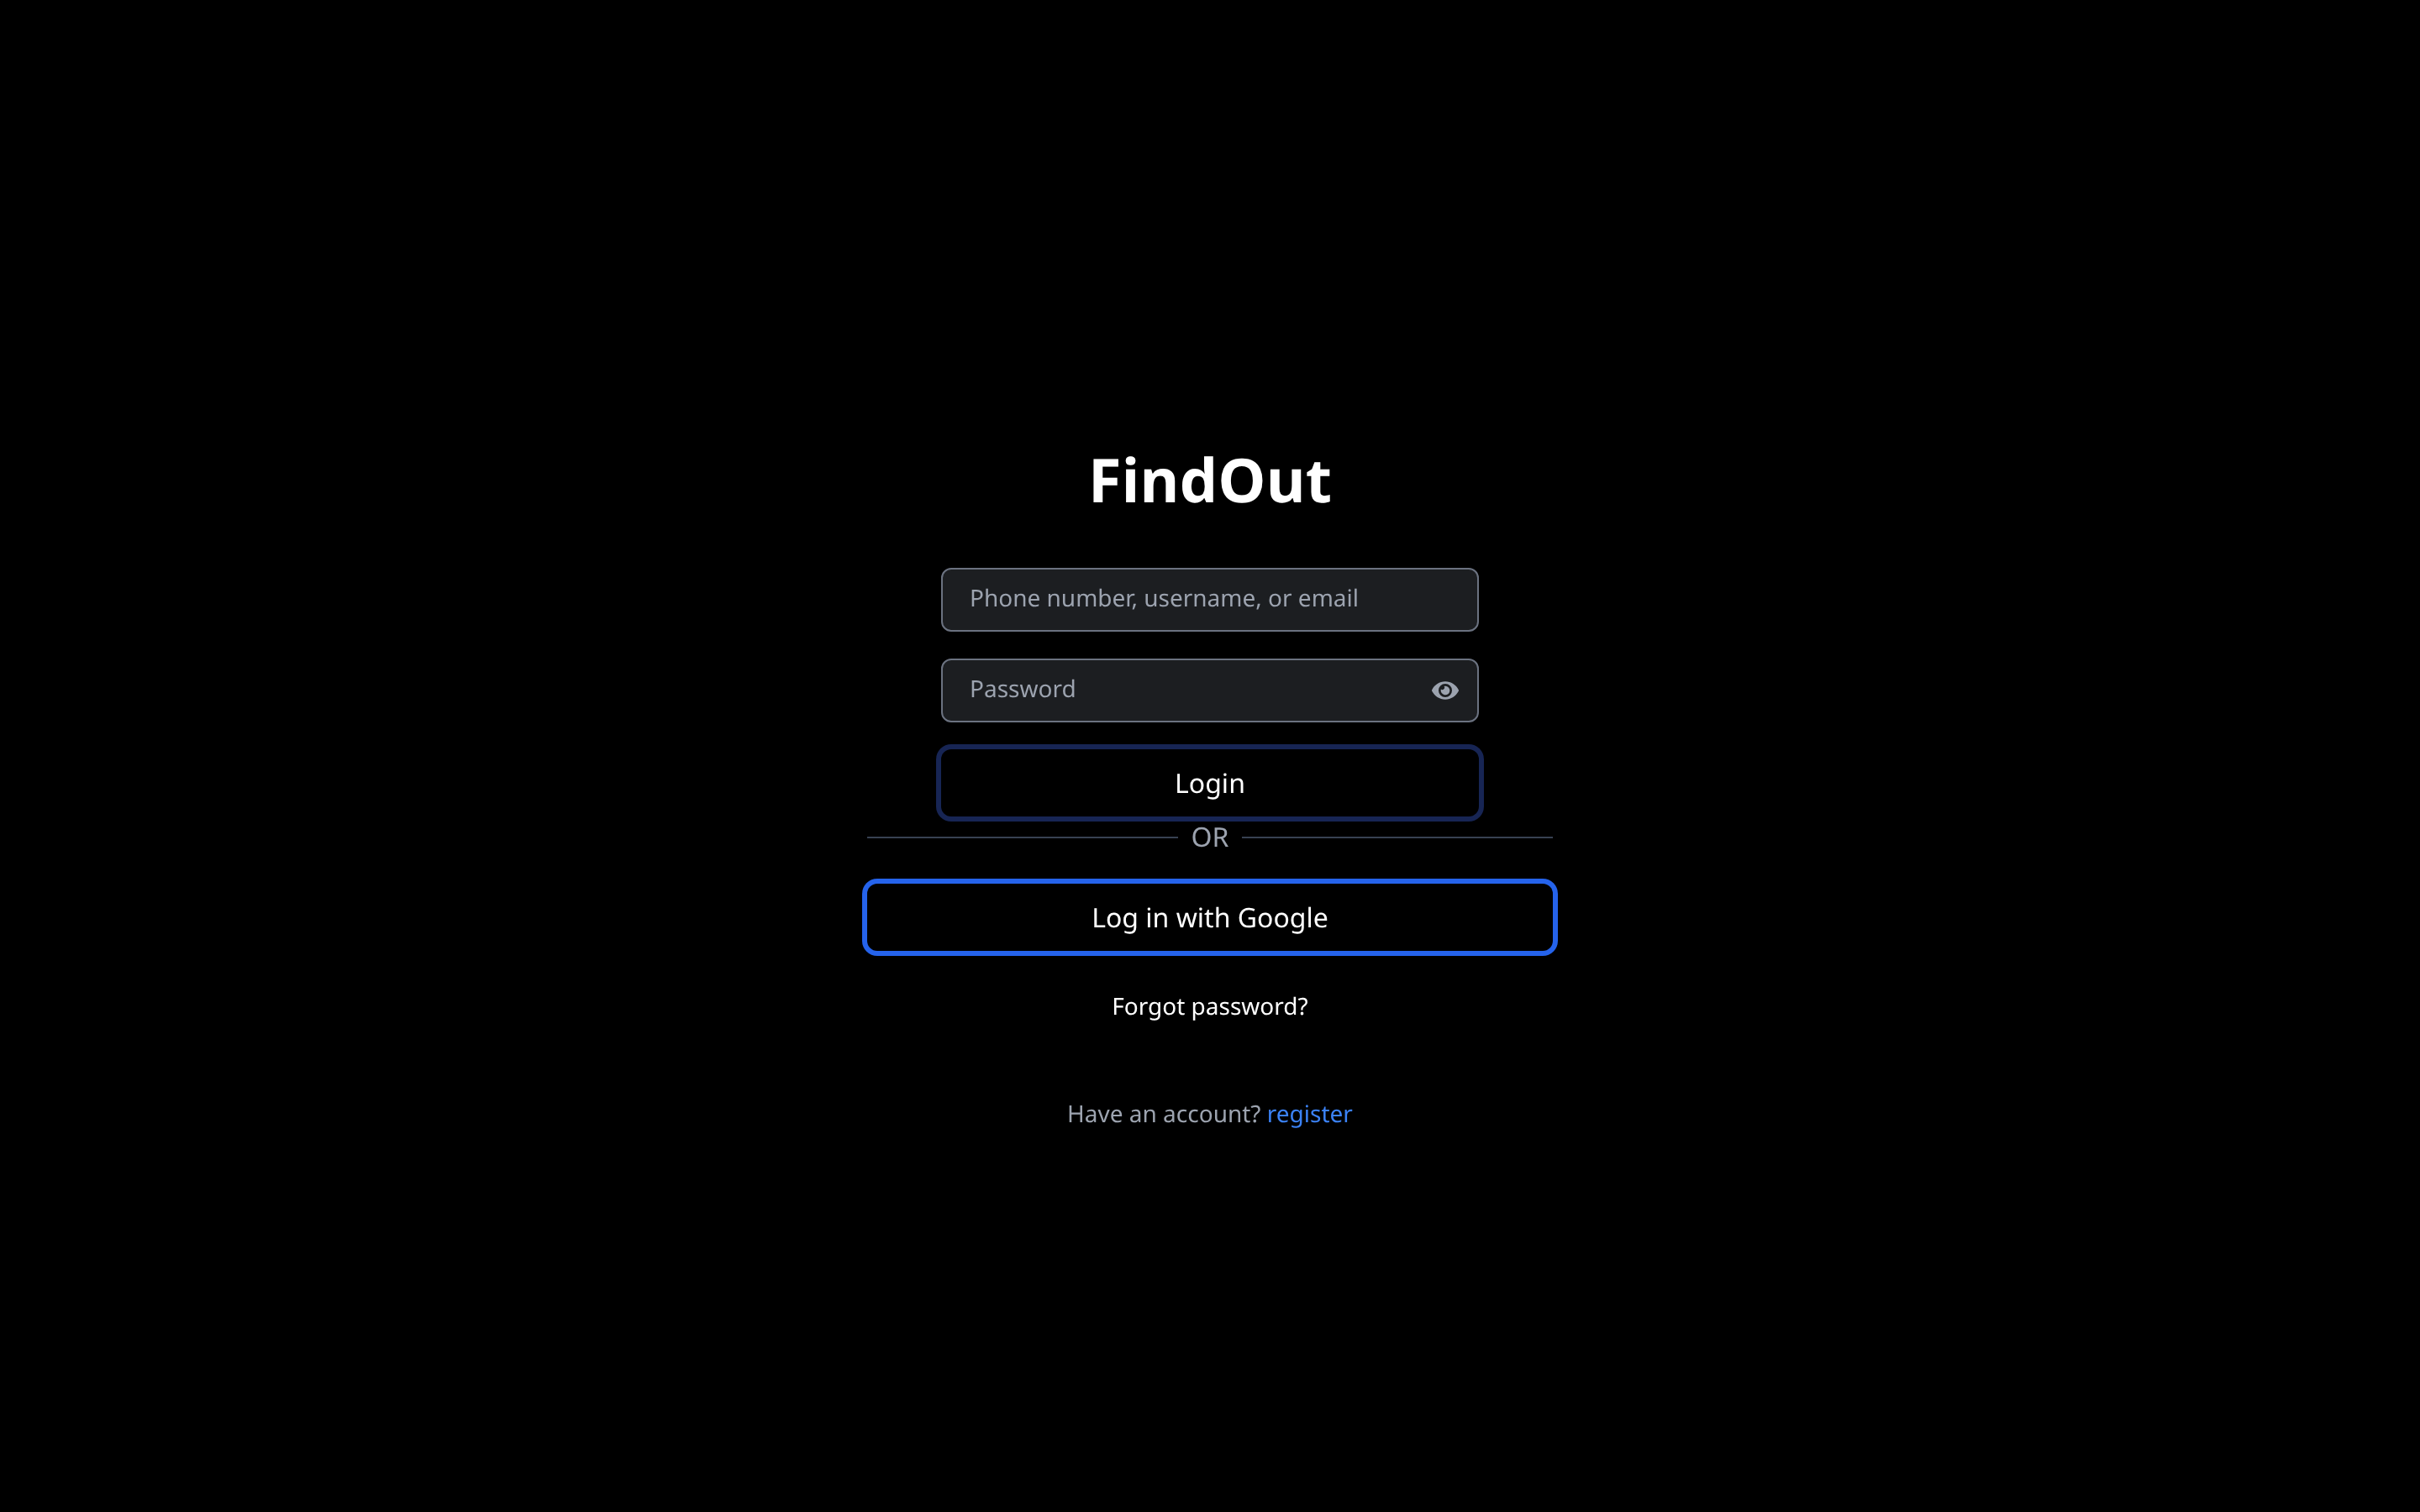 FindOut
Phone number, username, or email
Password
Login
OR
Log in with Google
Forgot password?
Have an account? register